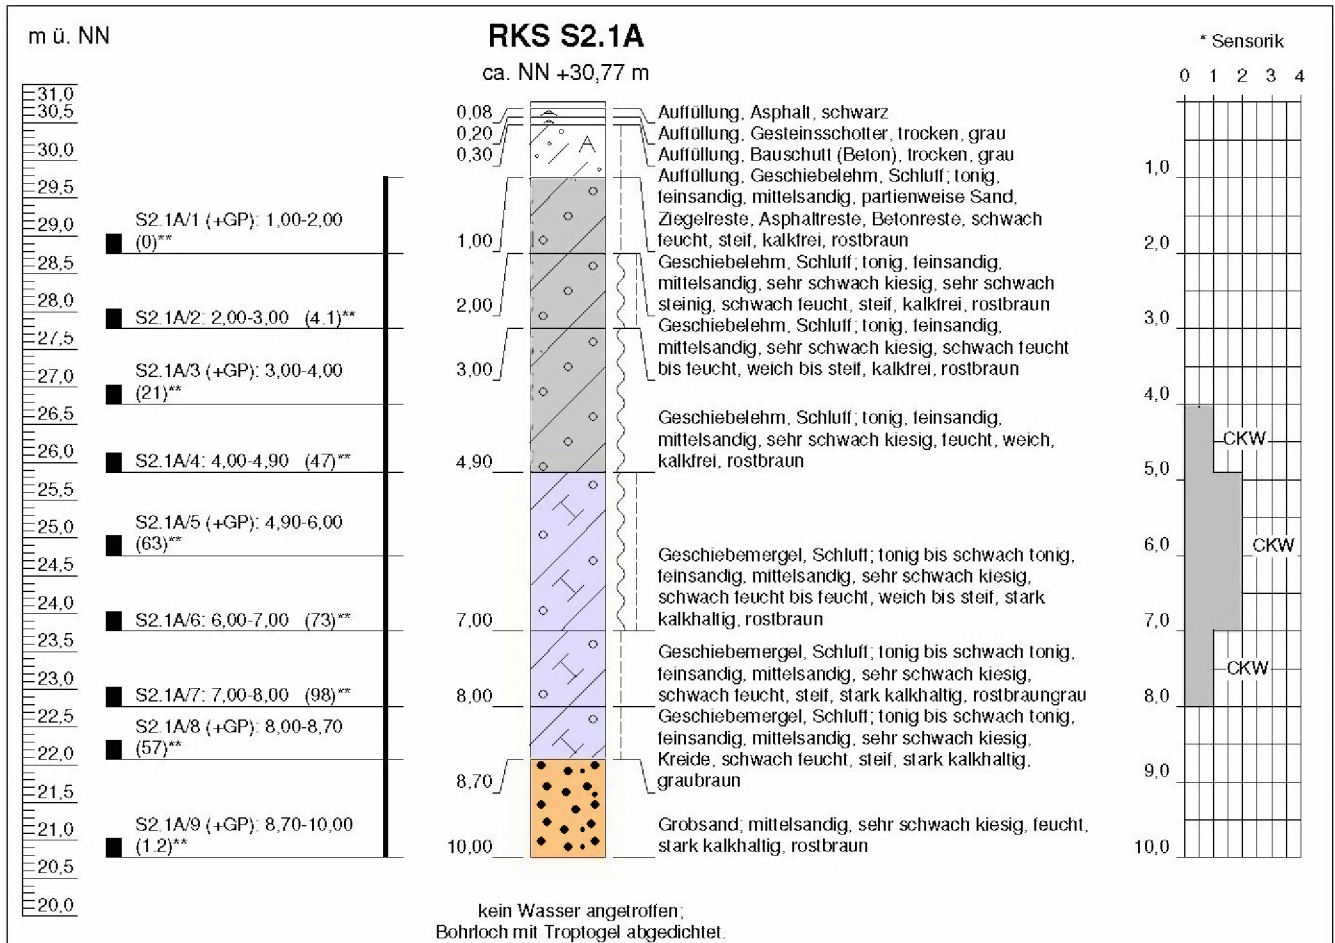 m ü. NN
RKS S2.1A
ca. NN +30,77 m
* Sensorik
0 1 2 3 4
31,0
30,5
30,0
29,5
29,0
28,5
28,0
27,5
27,0
26,5
26,0
25,5
25,0
24,5
24,0
23,5
23,0
22,5
22,0
21,5
21,0
20,5
20,0
S2.1A/1 (+GP): 1,00-2,00
(0)**
S2.1A/2: 2,00-3,00 (4.1)**
S2.1A/3 (+GP): 3,00-4,00
(21)**
S2.1A/4: 4,00-4,90 (47)**
S2.1A/5 (+GP): 4,90-6,00
(63)**
S2.1A/6: 6,00-7,00 (73)**
S2.1A/7: 7,00-8,00 (98)**
S2.1A/8 (+GP): 8,00-8,70
(57)**
S2.1A/9 (+GP): 8,70-10,00
(1.2)**
0,08
0,20
0,30
1,00
2,00
3,00
4,90
7,00
8,00
8,70
10,00
A
Auffüllung, Asphalt, schwarz
Auffüllung, Gesteinsschotter, trocken, grau
Auffüllung, Bauschutt (Beton), trocken, grau
Auffüllung, Geschiebelehm, Schluff; tonig,
feinsandig, mittelsandig, partienweise Sand,
Ziegelreste, Asphaltreste, Betonreste, schwach
feucht, steif, kalkfrei, rostbraun
Geschiebelehm, Schluff; tonig, feinsandig,
mittelsandig, sehr schwach kiesig, sehr schwach
steinig, schwach feucht, steif, kalkfrei, rostbraun
Geschiebelehm, Schluff; tonig, feinsandig,
mittelsandig, sehr schwach kiesig, schwach feucht
bis feucht, weich bis steif, kalkfrei, rostbraun
Geschiebelehm, Schluff; tonig, feinsandig,
mittelsandig, sehr schwach kiesig, feucht, weich,
kalkfrei, rostbraun
Geschiebemergel, Schluff; tonig bis schwach tonig,
feinsandig, mittelsandig, sehr schwach kiesig,
schwach feucht bis feucht, weich bis steif, stark
kalkhaltig, rostbraun
Geschiebemergel, Schluff; tonig bis schwach tonig,
feinsandig, mittelsandig, sehr schwach kiesig,
schwach feucht, steif, stark kalkhaltig, rostbraungrau
Geschiebemergel, Schluff; tonig bis schwach tonig,
feinsandig, mittelsandig, sehr schwach kiesig,
Kreide, schwach feucht, steif, stark kalkhaltig,
graubraun
Grobsand; mittelsandig, sehr schwach kiesig, feucht,
stark kalkhaltig, rostbraun
1,0
2,0
3,0
4,0
5,0
6,0
7,0
8,0
9,0
10,0
CKW
CKW
CKW
kein Wasser angetroffen;
Bohrloch mit Troptogel abgedichtet.